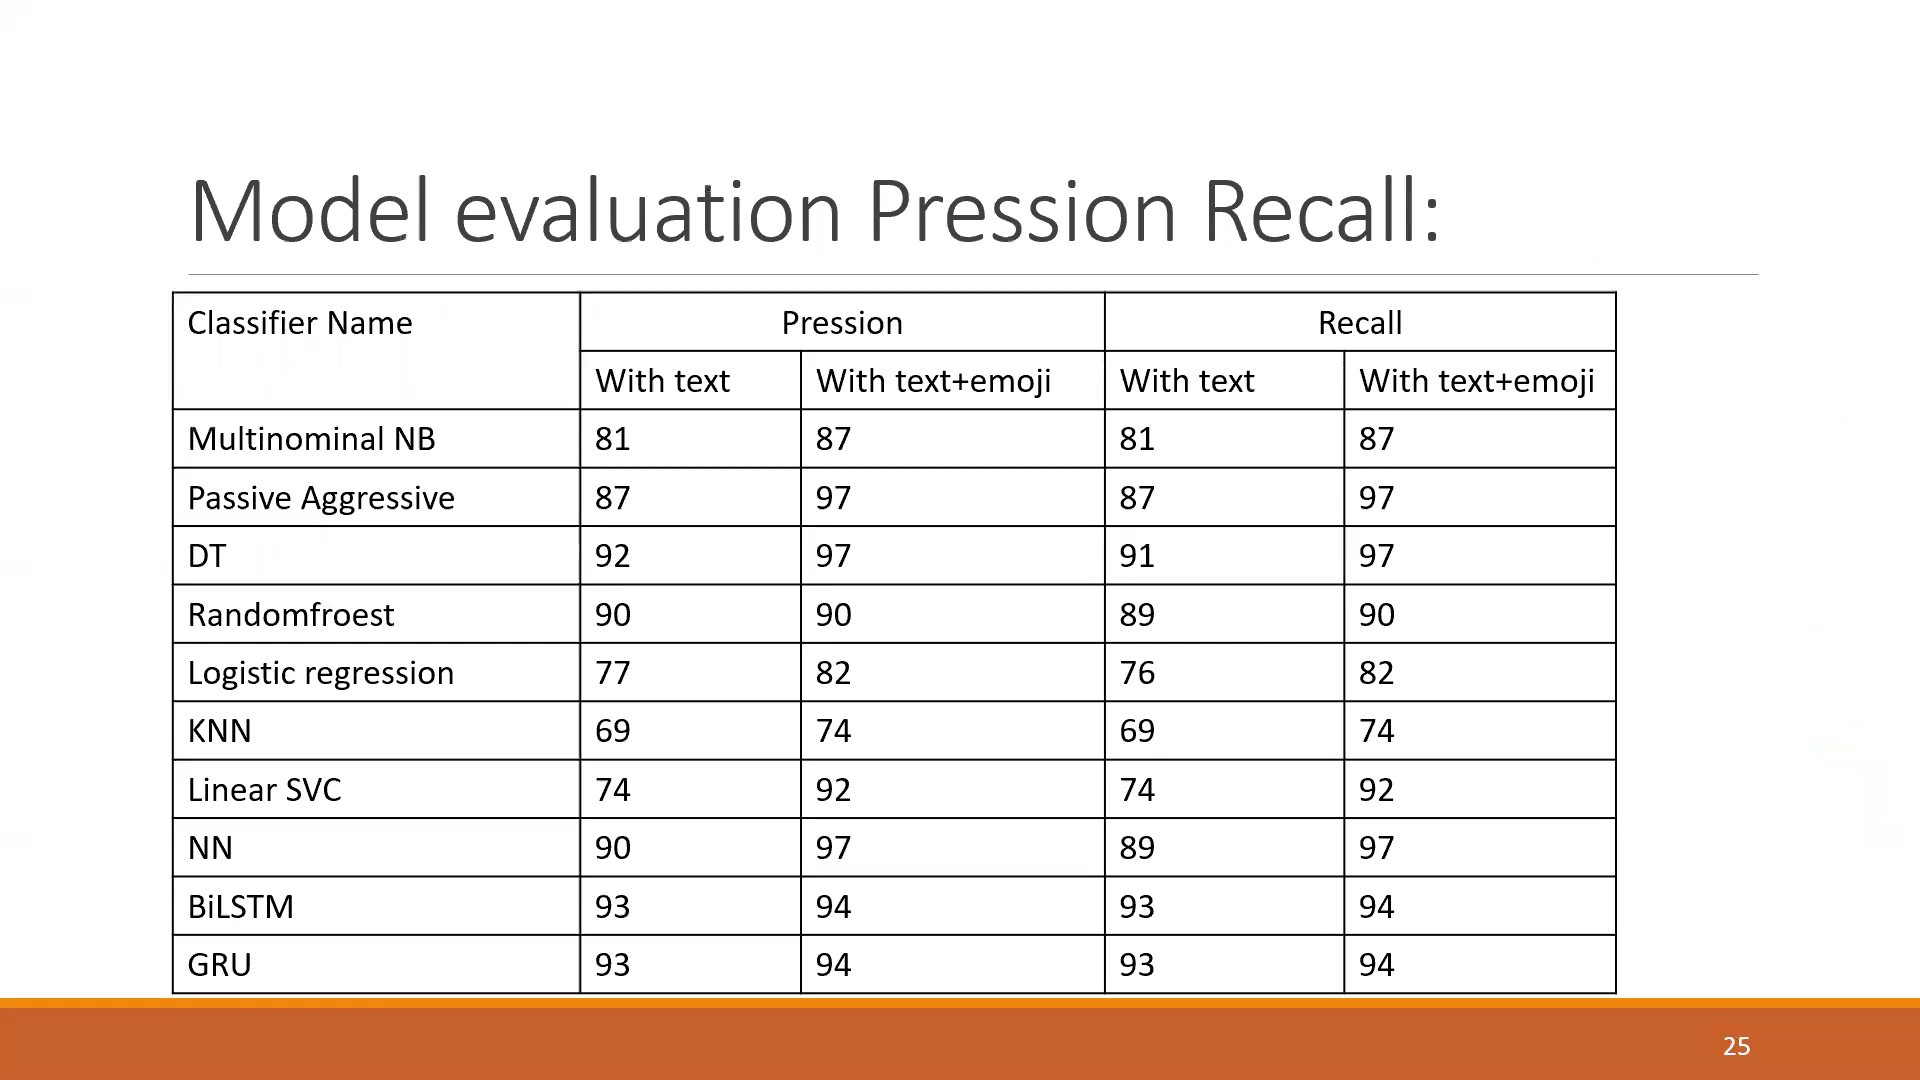 Model evaluation Pression Recall:
Classifier Name Pression Recall
With text With text+emoji With text With text+emoji
Multinominal NB 81 87 81 87
Passive Aggressive 87 97 87 97
DT 92 97 91 97
Randomfroest 90 90 89 90
Logistic regression 77 82 76 82
KNN 69 74 69 74
Linear SVC 74 92 74 92
NN 90 97 89 97
BiLSTM 93 94 93 94
GRU 93 94 93 94
25